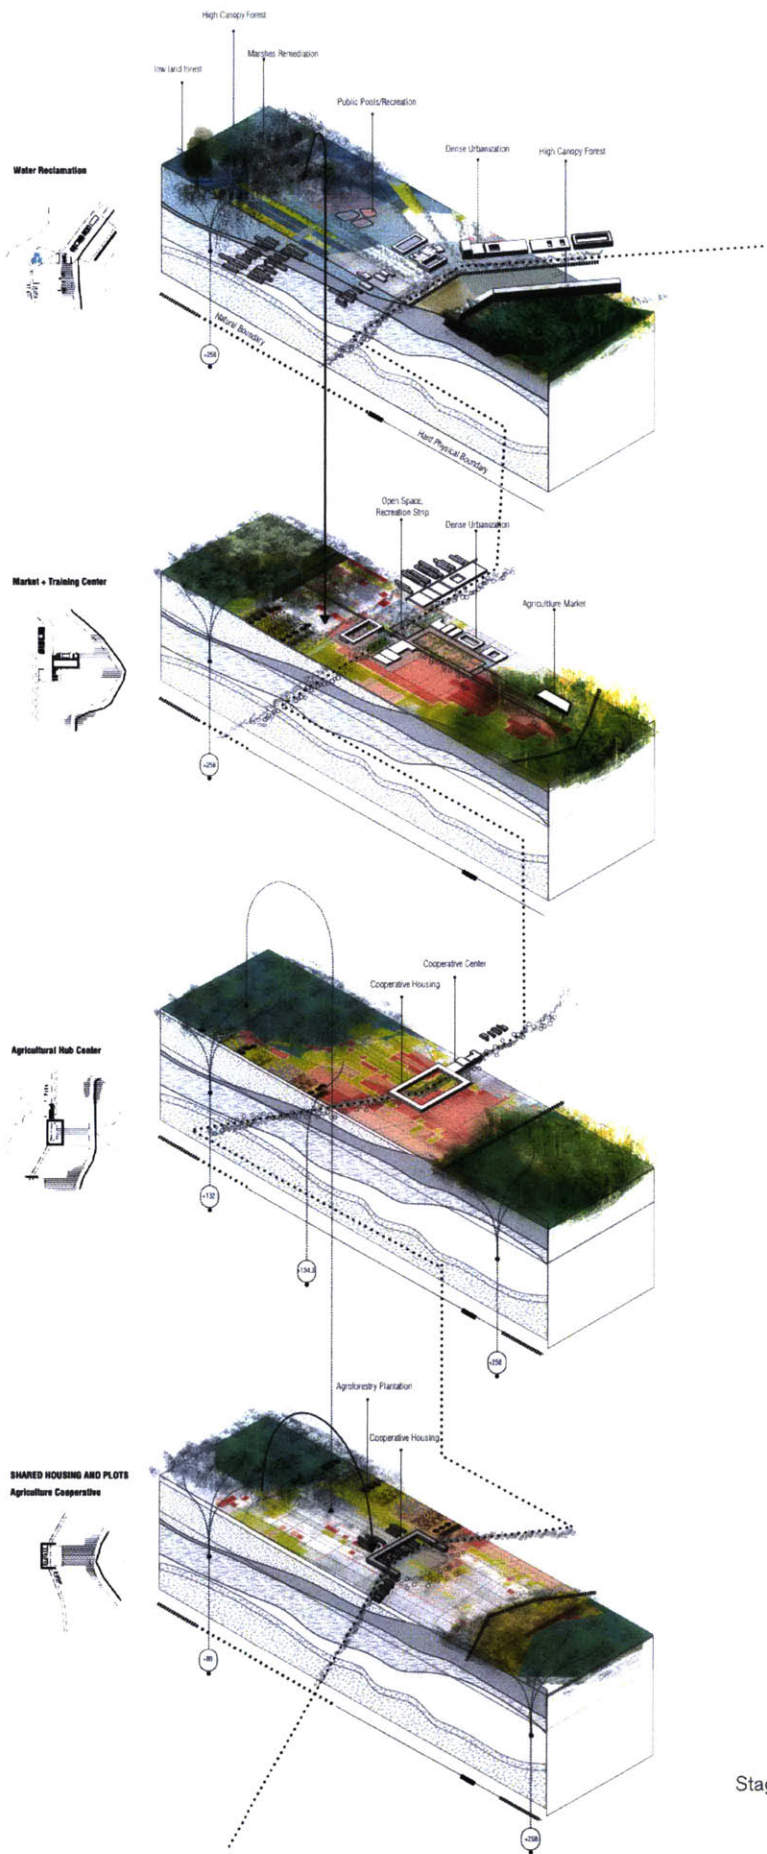 High Canopy Forest
Marshes Remediation
low land forest
Public Pools/Recreation
Dense Urbanization
High Canopy Forest
Water Reclamation
Natural Boundary
+258
Hard Physical Boundary
Open Space,
Recreation Strip
Dense Urbanization
Market + Training Center
Agriculture Market
+258
Cooperative Center
Cooperative Housing
Agricultural Hub Center
+132
+134.3
+258
Agroforestry Plantation
Cooperative Housing
SHARED HOUSING AND PLOTS
Agriculture Cooperative
+258
Stag